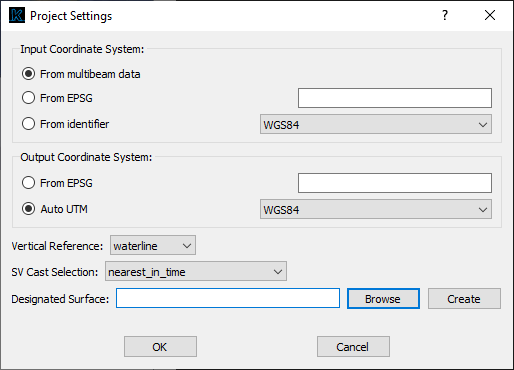 Project Settings
Input Coordinate System:
From multibeam data
From EPSG
From identifier WGS84
Output Coordinate System:
From EPSG
Auto UTM WGS84
Vertical Reference: waterline
SV Cast Selection: nearest_in_time
Designated Surface: Browse Create
OK Cancel